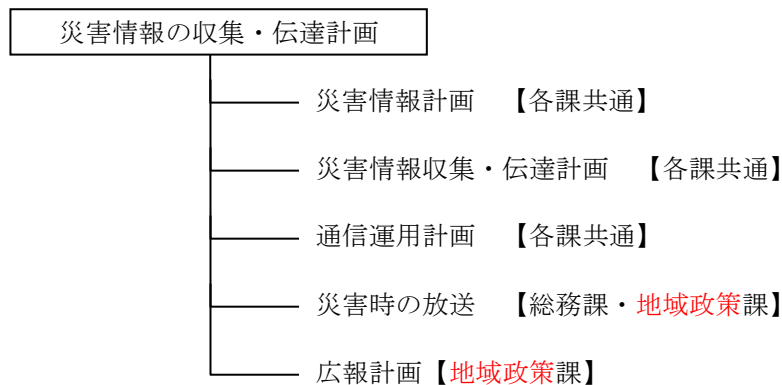 災害情報の収集・伝達計画
災害情報計画　【各課共通】
災害情報収集・伝達計画　【各課共通】
通信運用計画　【各課共通】
災害時の放送　【総務課・地域政策課】
広報計画【地域政策課】